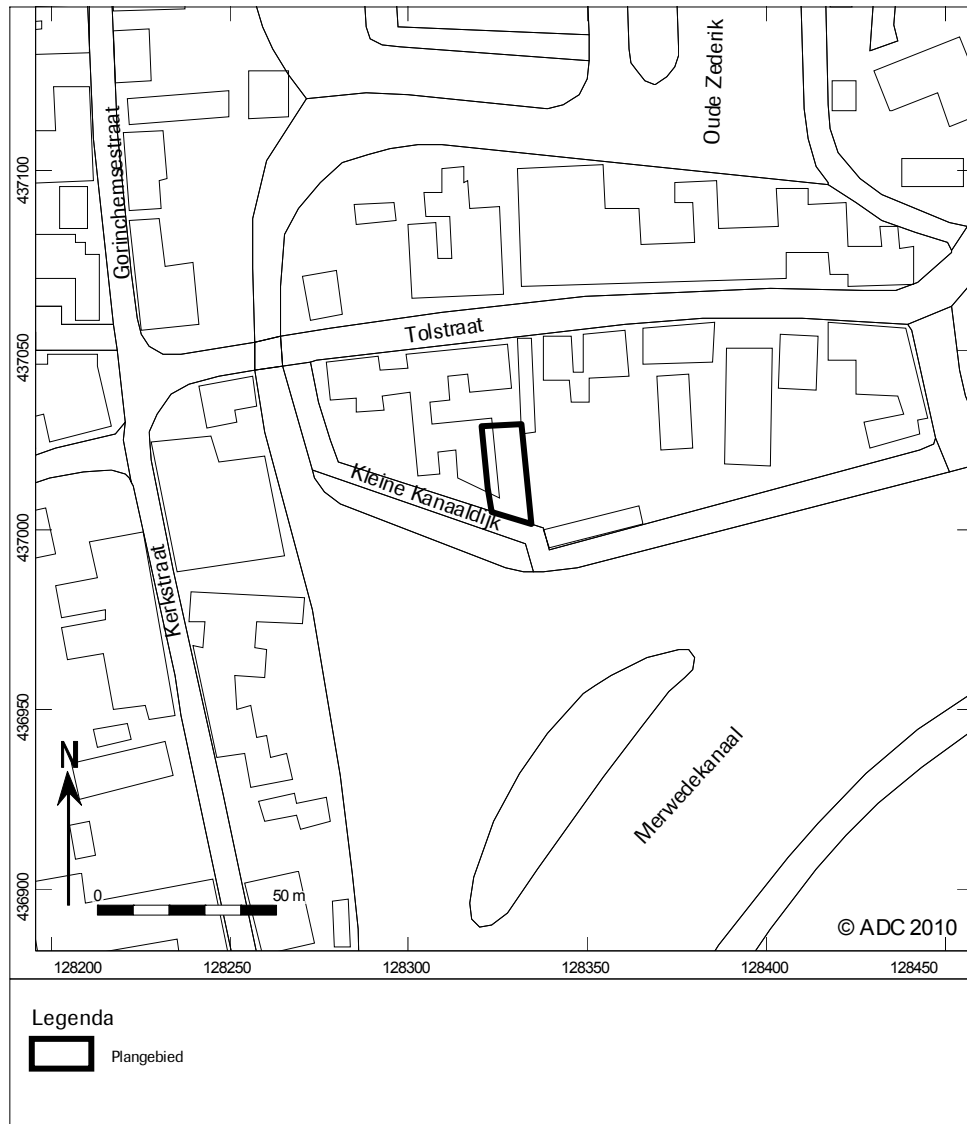 Oude Zederik
Gorinchemsestraat
437100
Tolstraat
437050
Kleine Kanaaldijk
437000
Kerkstraat
436950
N
Merwedekanaal
436900
0 50 m
© ADC 2010
128200 128250 128300 128350 128400 128450
Legenda
Plangebied